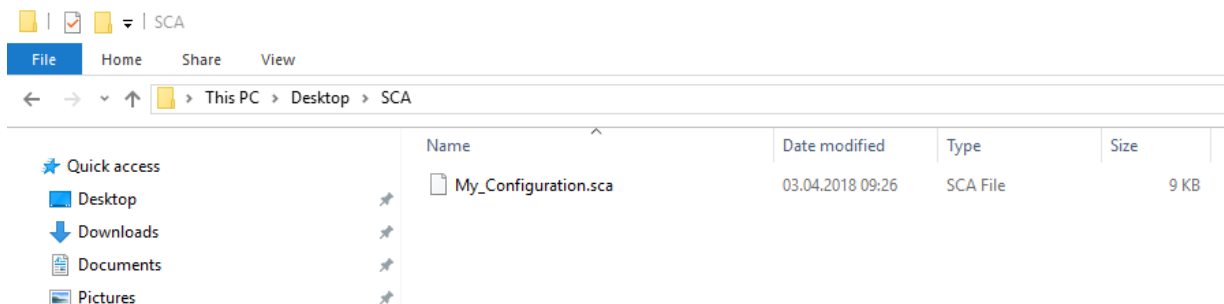 SCA
File Home Share View
This PC Desktop SCA
Name Date modified Type Size
Quick access
My_Configuration.sca 03.04.2018 09:26 SCA File 9 KB
Desktop
Downloads
Documents
Pictures